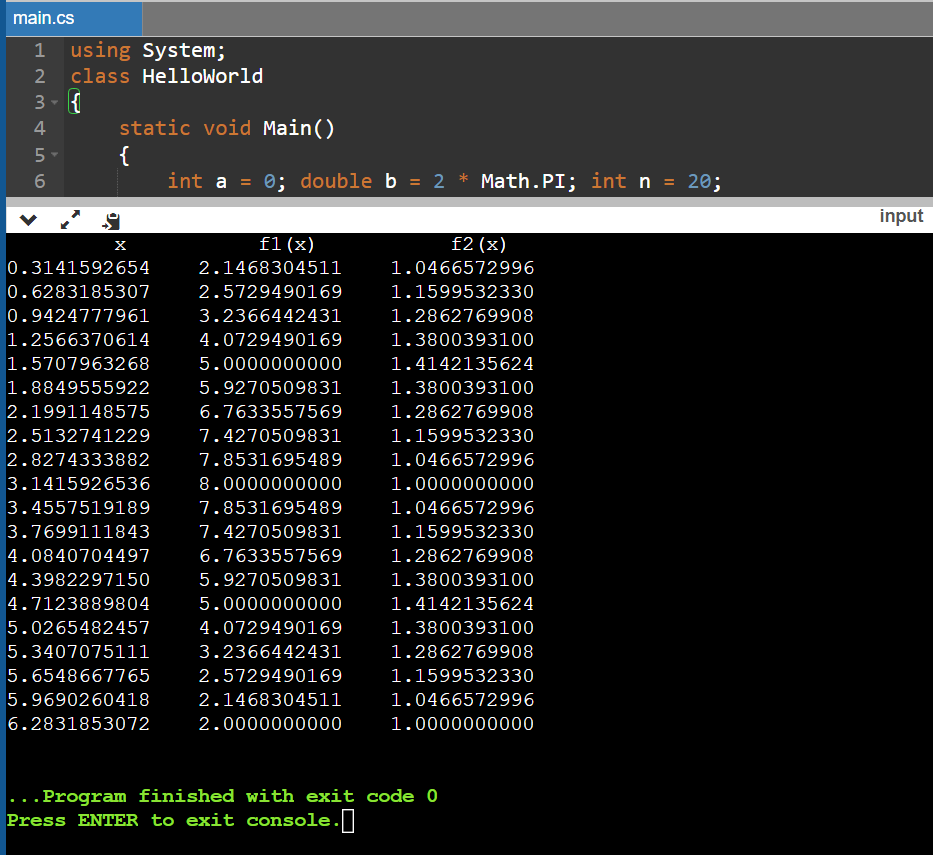 main.cs
1 using System;
2 class HelloWorld
3 {
4 static void Main()
5 {
6 int a = 0; double b = 2 * Math.PI; int n = 20;
input
x f1(x) f2(x)
0.3141592654 2.1468304511 1.0466572996
0.6283185307 2.5729490169 1.1599532330
0.9424777961 3.2366442431 1.2862769908
1.2566370614 4.0729490169 1.3800393100
1.5707963268 5.0000000000 1.4142135624
1.8849555922 5.9270509831 1.3800393100
2.1991148575 6.7633557569 1.2862769908
2.5132741229 7.4270509831 1.1599532330
2.8274333882 7.8531695489 1.0466572996
3.1415926536 8.0000000000 1.0000000000
3.4557519189 7.8531695489 1.0466572996
3.7699111843 7.4270509831 1.1599532330
4.0840704497 6.7633557569 1.2862769908
4.3982297150 5.9270509831 1.3800393100
4.7123889804 5.0000000000 1.4142135624
5.0265482457 4.0729490169 1.3800393100
5.3407075111 3.2366442431 1.2862769908
5.6548667765 2.5729490169 1.1599532330
5.9690260418 2.1468304511 1.0466572996
6.2831853072 2.0000000000 1.0000000000
...Program finished with exit code 0
Press ENTER to exit console.